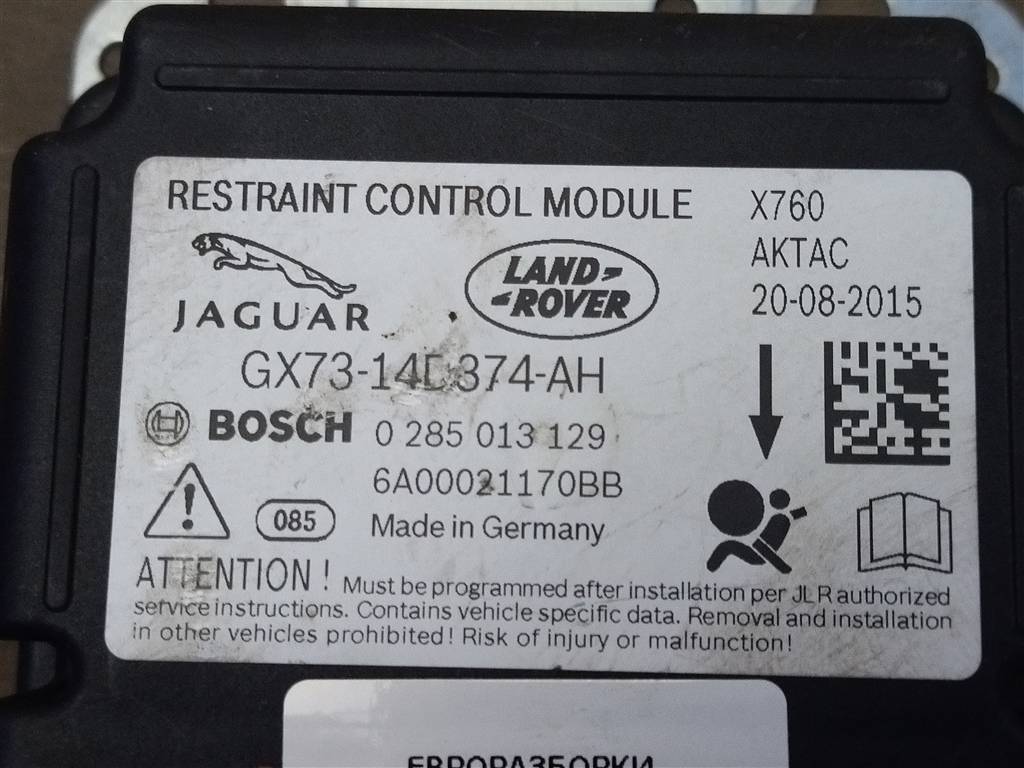 RESTRAINT CONTROL MODULE
X760
AKTAC
20-08-2015
JAGUAR
LAND
ROVER
GX73-14D374-AH
BOSCH 0 285 013 129
6A00021170BB
085
Made in Germany
ATTENTION! Must be programmed after installation per JLR authorized
service instructions. Contains vehicle specific data. Removal and installation
in other vehicles prohibited! Risk of injury or malfunction!
ЕВРОРАЗБОРКИ